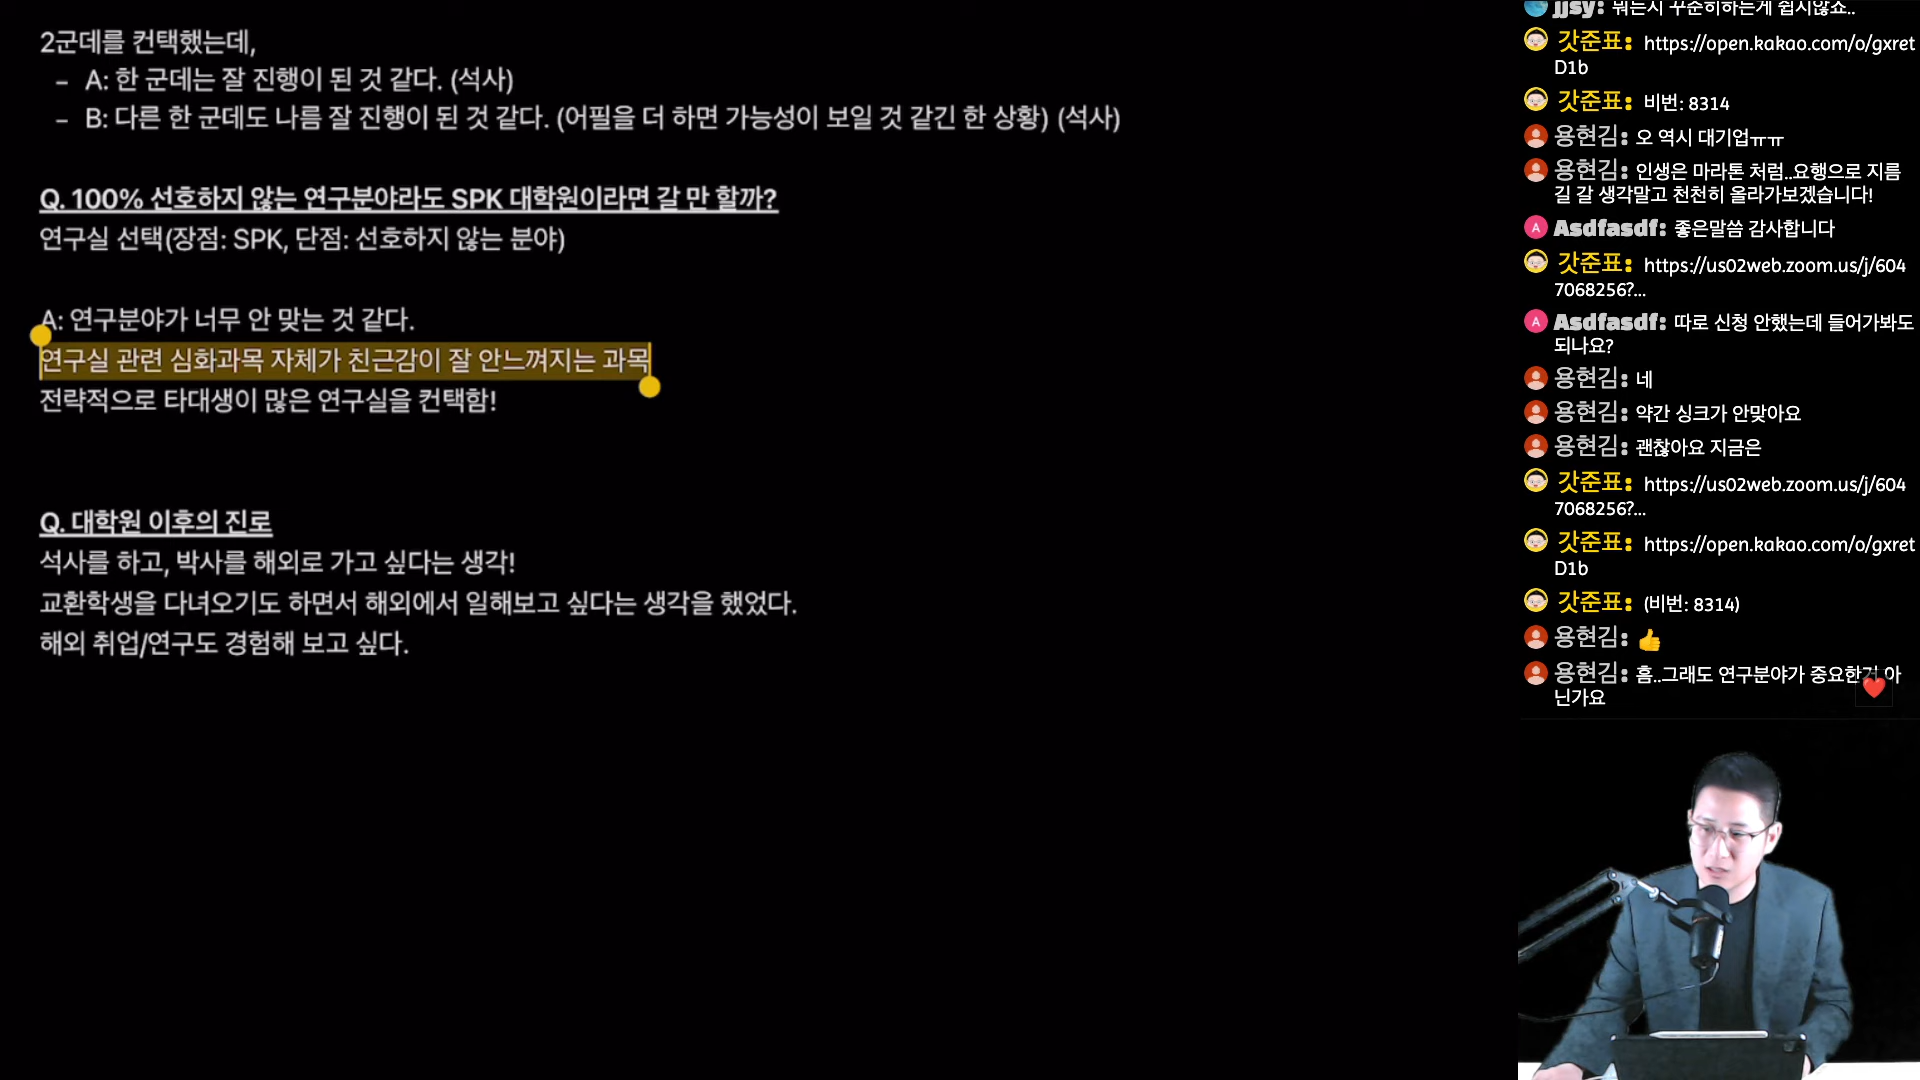 2군데를 컨택했는데,
- A: 한 군데는 잘 진행이 된 것 같다. (석사)
- B: 다른 한 군데도 나름 잘 진행이 된 것 같다. (어필을 더 하면 가능성이 보일 것 같긴 한 상황) (석사)
Q. 100% 선호하지 않는 연구분야라도 SPK 대학원이라면 갈 만 할까?
연구실 선택(장점: SPK, 단점: 선호하지 않는 분야)
A: 연구분야가 너무 안 맞는 것 같다.
연구실 관련 심화과목 자체가 친근감이 잘 안느껴지는 과목
전략적으로 타대생이 많은 연구실을 컨택함!
Q. 대학원 이후의 진로
석사를 하고, 박사를 해외로 가고 싶다는 생각!
교환학생을 다녀오기도 하면서 해외에서 일해보고 싶다는 생각을 했었다.
해외 취업/연구도 경험해 보고 싶다.
jjsy: 뭐든지 꾸준히하는게 쉽지않죠..
갓준표: https://open.kakao.com/o/gxret
D1b
갓준표: 비번: 8314
용현김: 오 역시 대기업ㅠㅠ
용현김: 인생은 마라톤 처럼..요행으로 지름
길 갈 생각말고 천천히 올라가보겠습니다!
A Asdfasdf: 좋은말씀 감사합니다
갓준표: https://us02web.zoom.us/j/604
7068256?...
A Asdfasdf: 따로 신청 안했는데 들어가봐도
되나요?
용현김: 네
용현김: 약간 싱크가 안맞아요
용현김: 괜찮아요 지금은
갓준표: https://us02web.zoom.us/j/604
7068256?...
갓준표: https://open.kakao.com/o/gxret
D1b
갓준표: (비번: 8314)
용현김: 👍
용현김: 흠..그래도 연구분야가 중요한거 아
닌가요